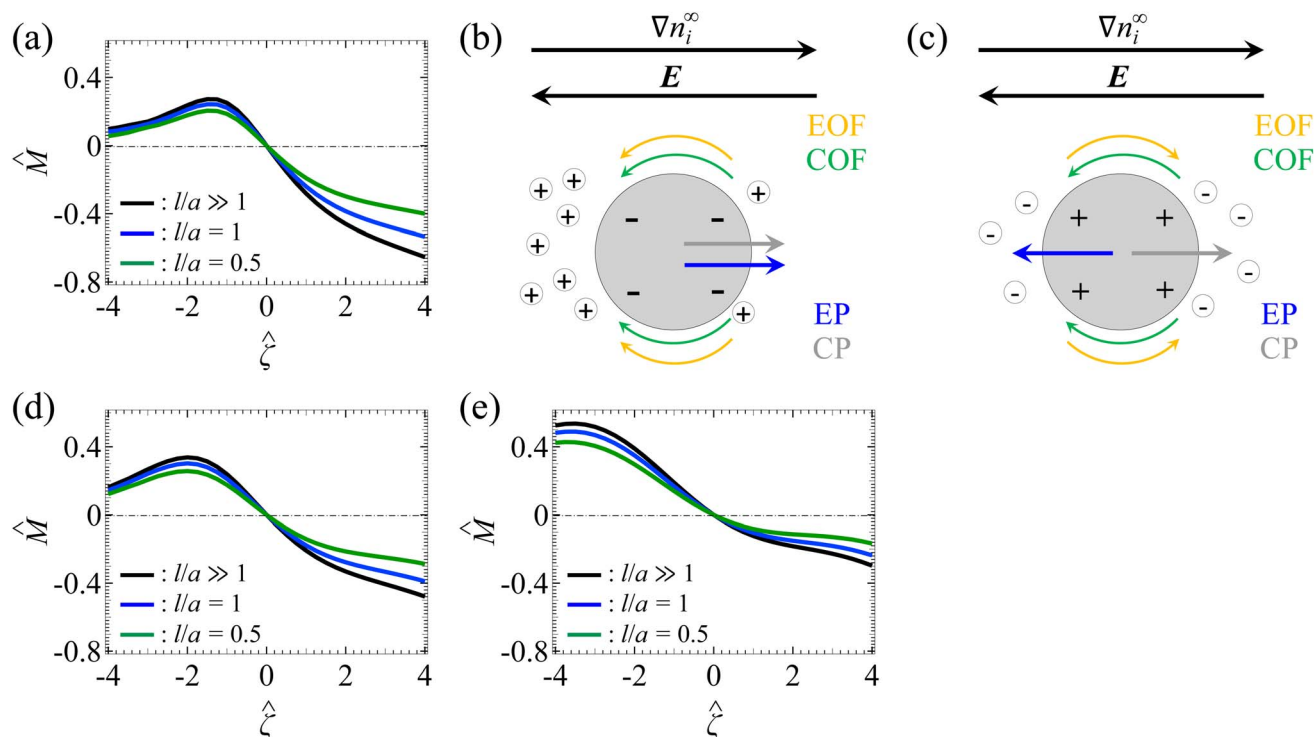 (a)
0.4
0
-0.4
-0.8
M̂
: l/a ≫ 1
: l/a = 1
: l/a = 0.5
-4 -2 0 2 4
ζ̂
(b)
∇n_i^∞
E
EOF
COF
+ + + + + + + + + +
- - - -
EP
CP
(c)
∇n_i^∞
E
EOF
COF
- - - - - - - -
+ + + +
EP
CP
(d)
0.4
0
-0.4
-0.8
M̂
: l/a ≫ 1
: l/a = 1
: l/a = 0.5
-4 -2 0 2 4
ζ̂
(e)
0.4
0
-0.4
-0.8
M̂
: l/a ≫ 1
: l/a = 1
: l/a = 0.5
-4 -2 0 2 4
ζ̂